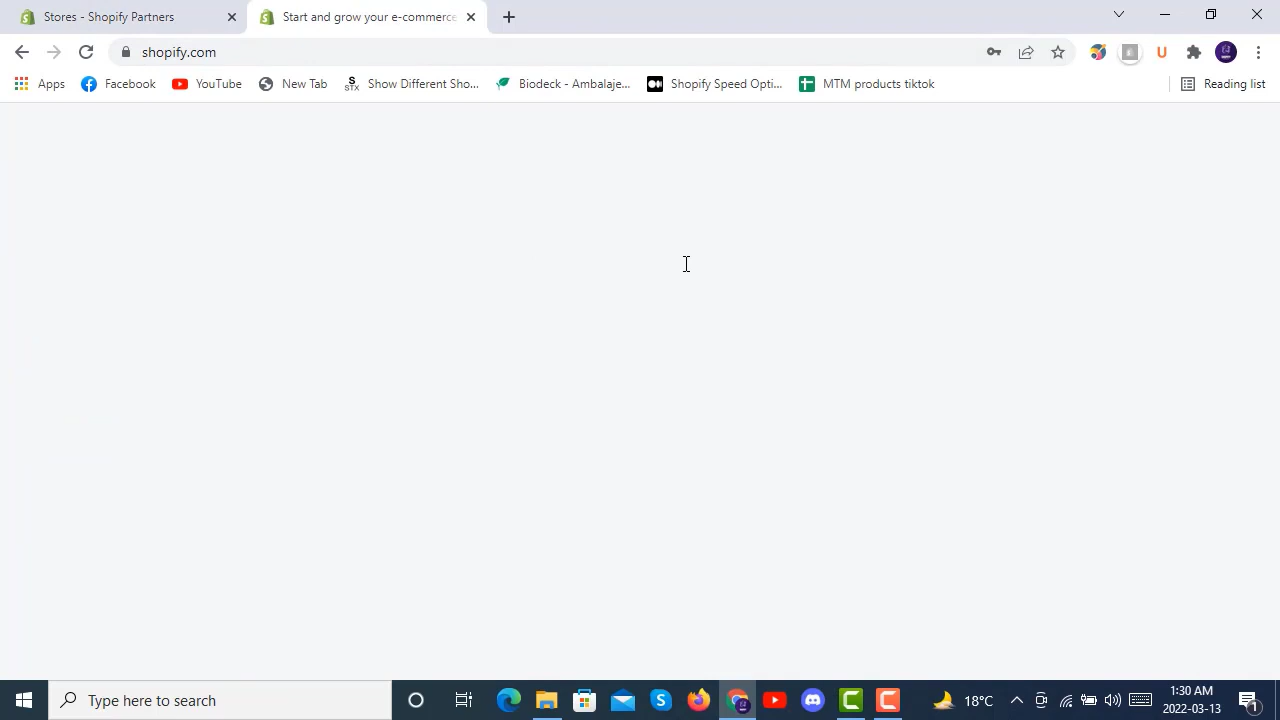 Stores - Shopify Partners
Start and grow your e-commerce
shopify.com
Apps
Facebook
YouTube
S
STX
New Tab
Show Different Sho...
Biodeck - Ambalaje...
Shopify Speed Opti...
MTM products tiktok
Reading list
U
Type here to search
S
18°C
1:30 AM
2022-03-13
1